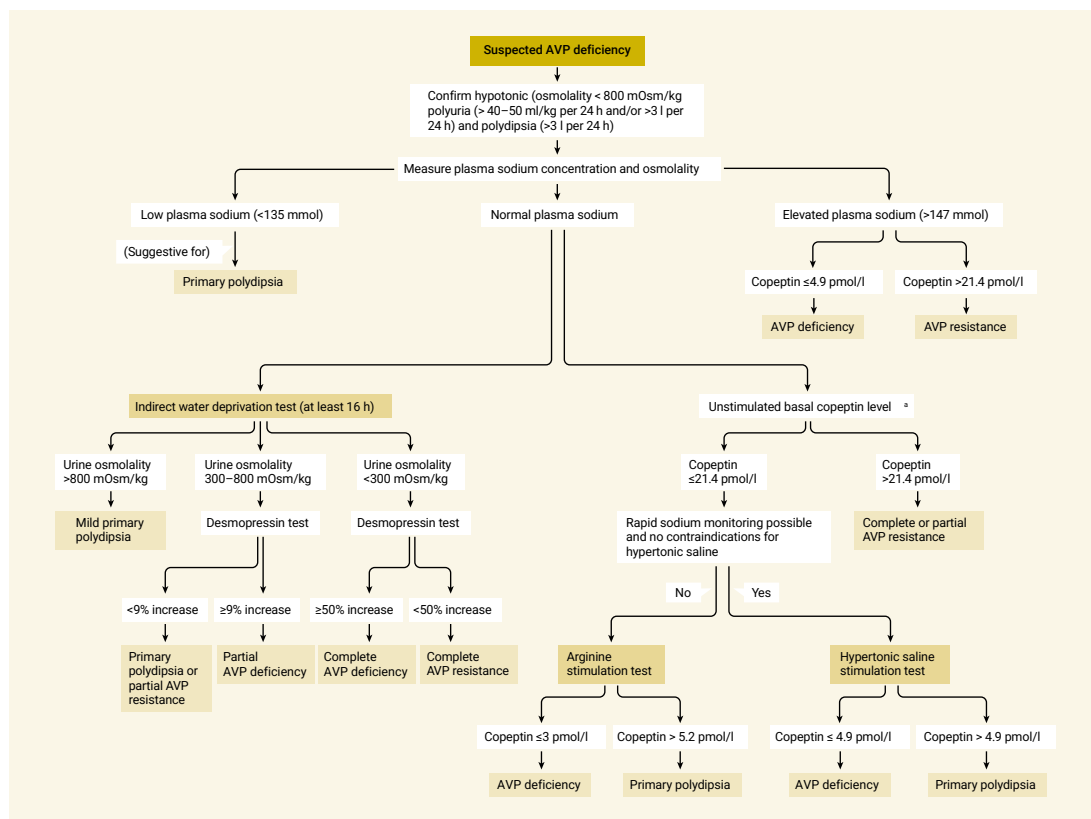 Suspected AVP deficiency
Confirm hypotonic (osmolality < 800 mOsm/kg
polyuria (> 40–50 ml/kg per 24 h and/or >3 l per
24 h) and polydipsia (>3 l per 24 h)
Measure plasma sodium concentration and osmolality
Low plasma sodium (<135 mmol)
Normal plasma sodium
Elevated plasma sodium (>147 mmol)
(Suggestive for)
Primary polydipsia
Copeptin ≤4.9 pmol/l
Copeptin >21.4 pmol/l
AVP deficiency
AVP resistance
Indirect water deprivation test (at least 16 h)
Unstimulated basal copeptin level a
Urine osmolality
>800 mOsm/kg
Urine osmolality
300–800 mOsm/kg
Urine osmolality
<300 mOsm/kg
Copeptin
≤21.4 pmol/l
Copeptin
>21.4 pmol/l
Mild primary
polydipsia
Desmopressin test
Desmopressin test
Rapid sodium monitoring possible
and no contraindications for
hypertonic saline
Complete or partial
AVP resistance
No
Yes
<9% increase
≥9% increase
≥50% increase
<50% increase
Primary
polydipsia or
partial AVP
resistance
Partial
AVP deficiency
Complete
AVP deficiency
Complete
AVP resistance
Arginine
stimulation test
Hypertonic saline
stimulation test
Copeptin ≤3 pmol/l
Copeptin > 5.2 pmol/l
Copeptin ≤ 4.9 pmol/l
Copeptin > 4.9 pmol/l
AVP deficiency
Primary polydipsia
AVP deficiency
Primary polydipsia